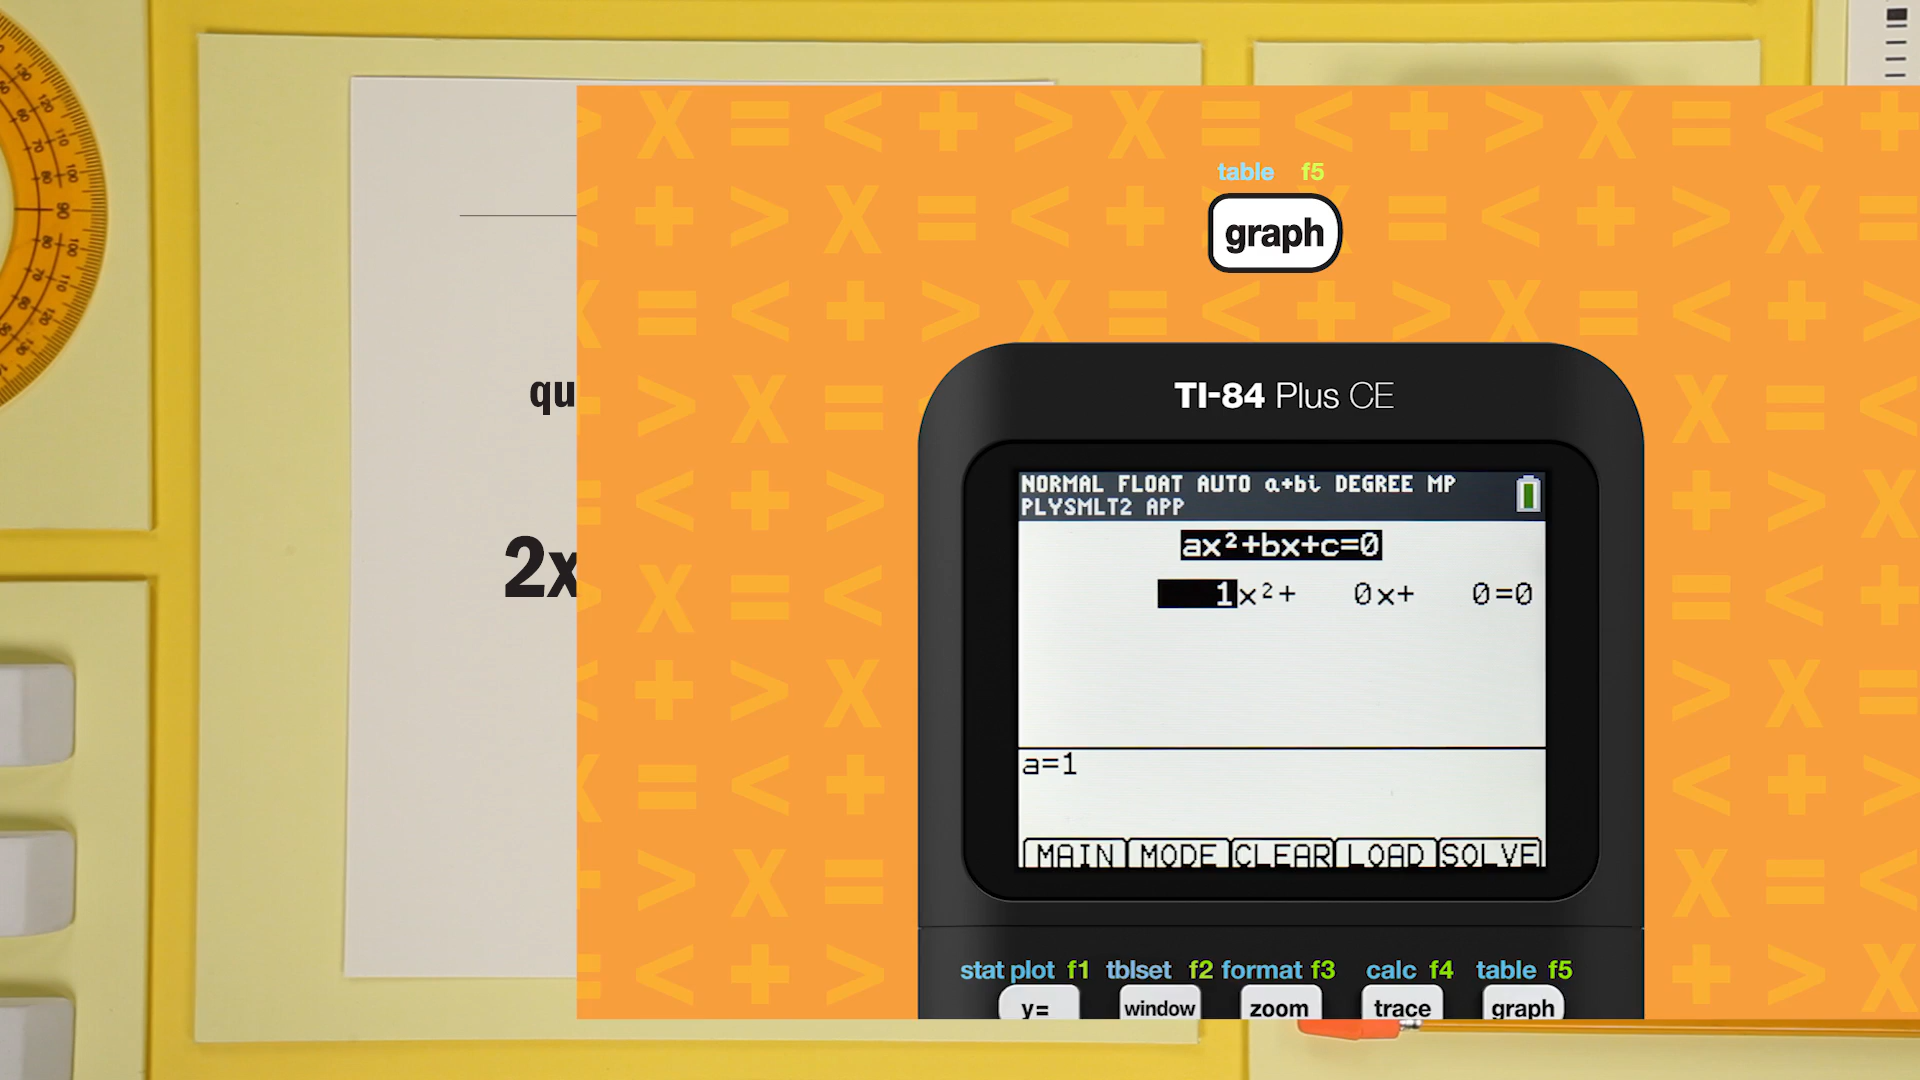 table f5
graph
qu
2x
TI-84 Plus CE
NORMAL FLOAT AUTO a+bi DEGREE MP
PLYSMLT2 APP
ax²+bx+c=0
1x²+ 0x+ 0=0
a=1
MAIN MODE CLEAR LOAD SOLVE
stat plot f1 tblset f2 format f3 calc f4 table f5
y= window zoom trace graph